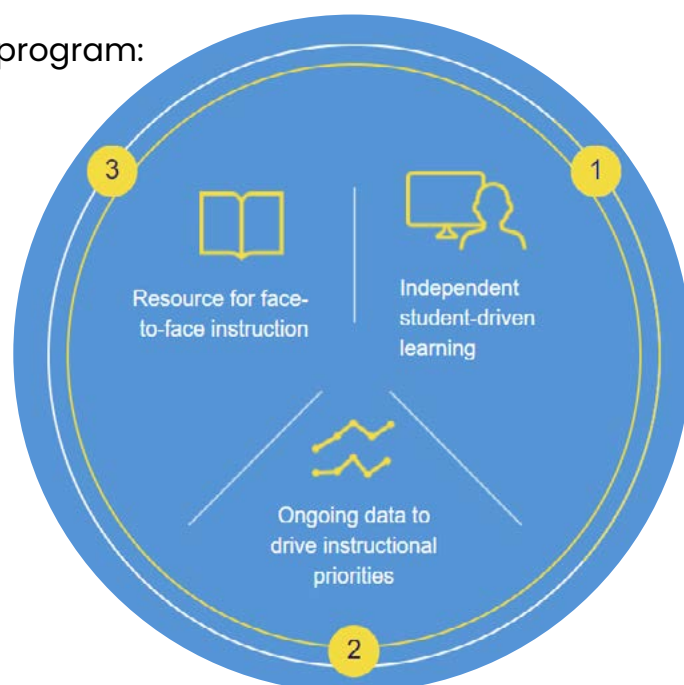 program:
3
1
Resource for face-
to-face instruction
Independent
student-driven
learning
Ongoing data to
drive instructional
priorities
2